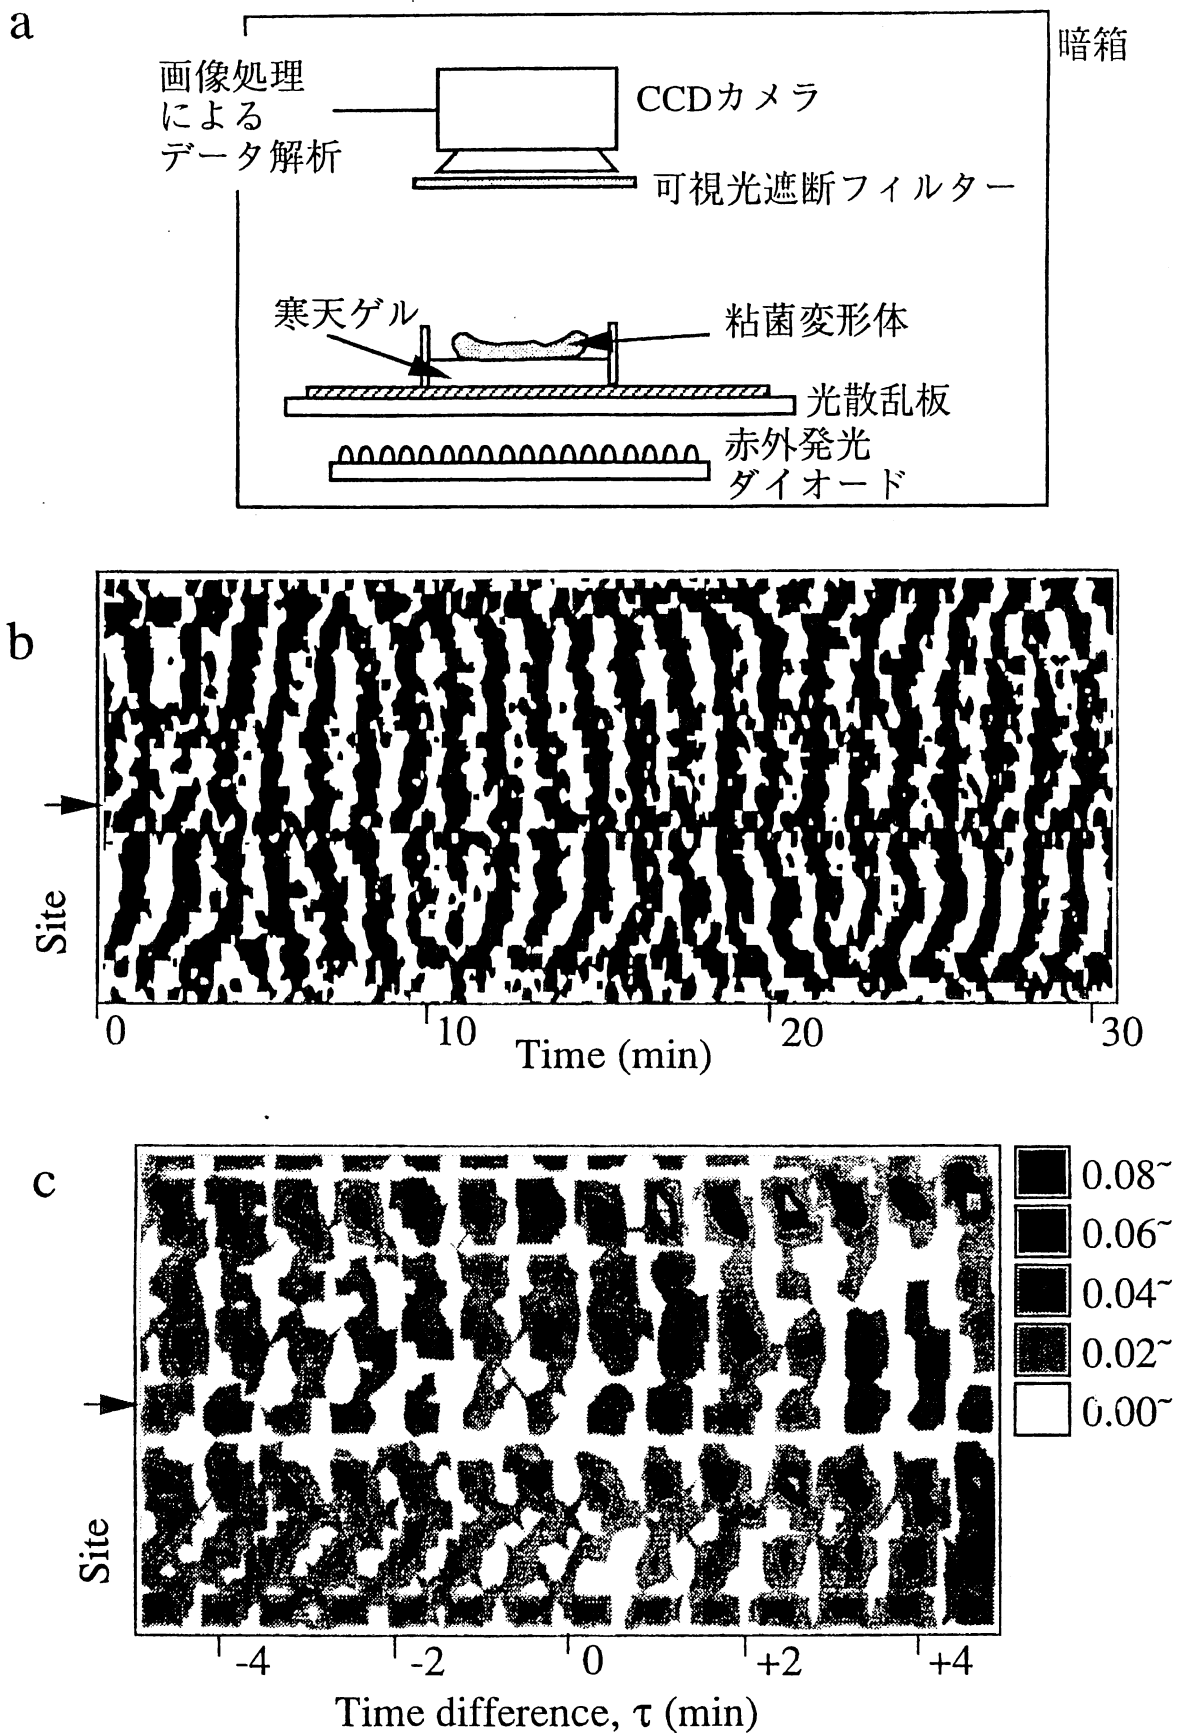 a
暗箱
画像処理
による
データ解析
CCDカメラ
可視光遮断フィルター
寒天ゲル
粘菌変形体
光散乱板
赤外発光
ダイオード
b
Site
0 10 20 30
Time (min)
c
0.08~
0.06~
0.04~
0.02~
0.00~
Site
-4 -2 0 +2 +4
Time difference, τ (min)